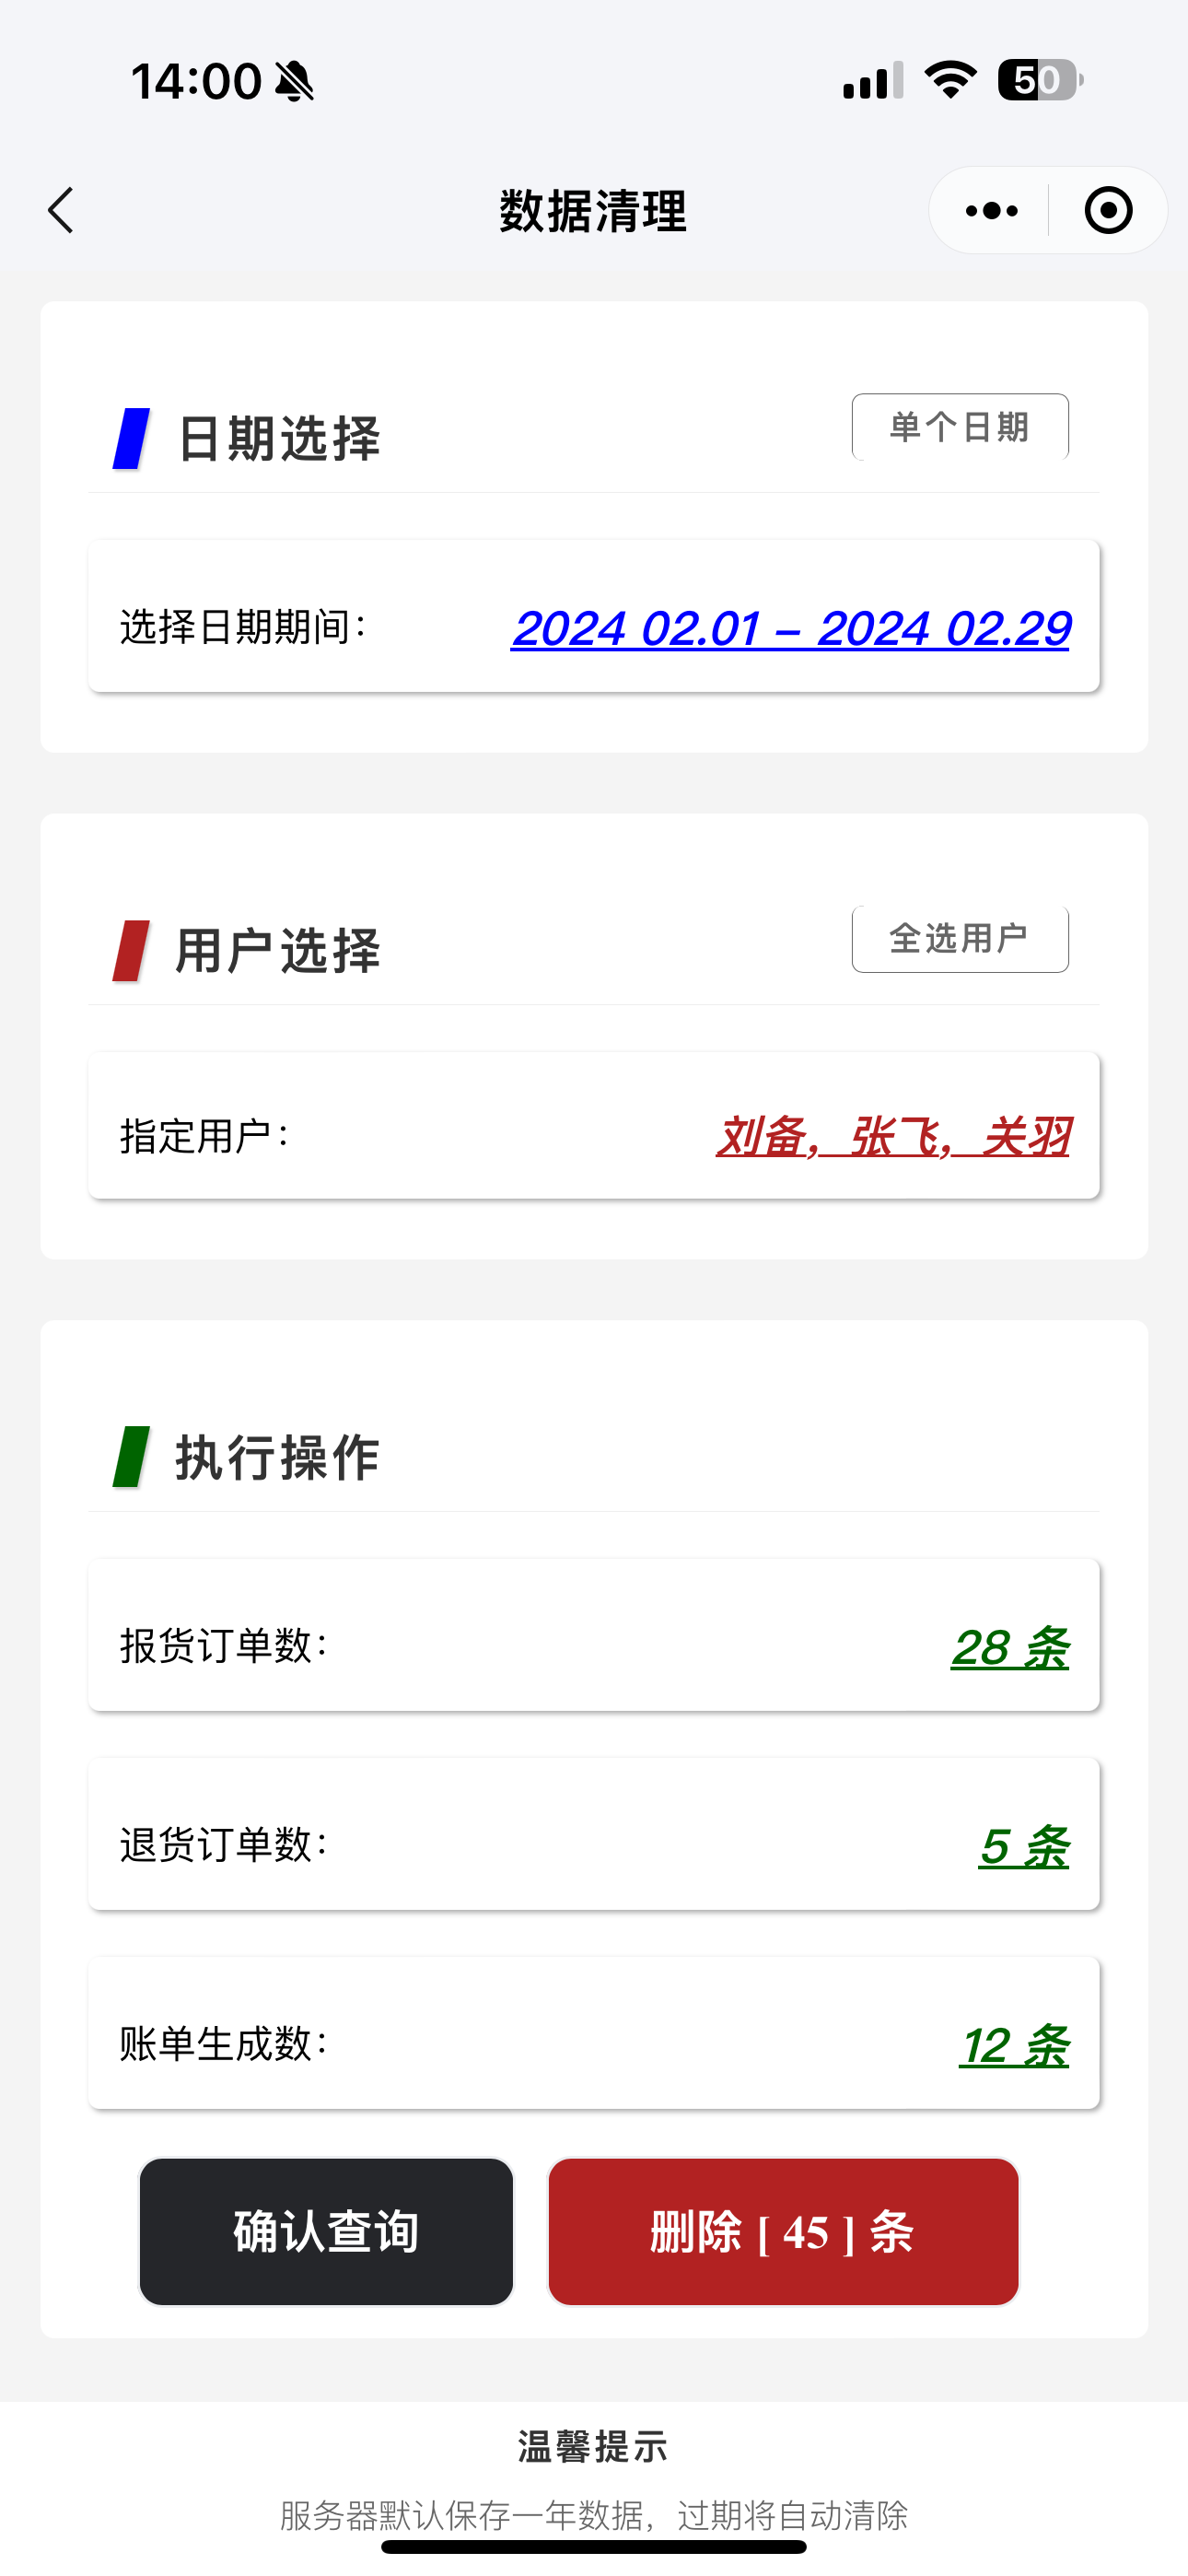 14:00
50
数据清理
日期选择
单个日期
选择日期期间：
2024 02.01 – 2024 02.29
用户选择
全选用户
指定用户：
刘备，张飞，关羽
执行操作
报货订单数：
28 条
退货订单数：
5 条
账单生成数：
12 条
确认查询
删除 [ 45 ] 条
温馨提示
服务器默认保存一年数据，过期将自动清除